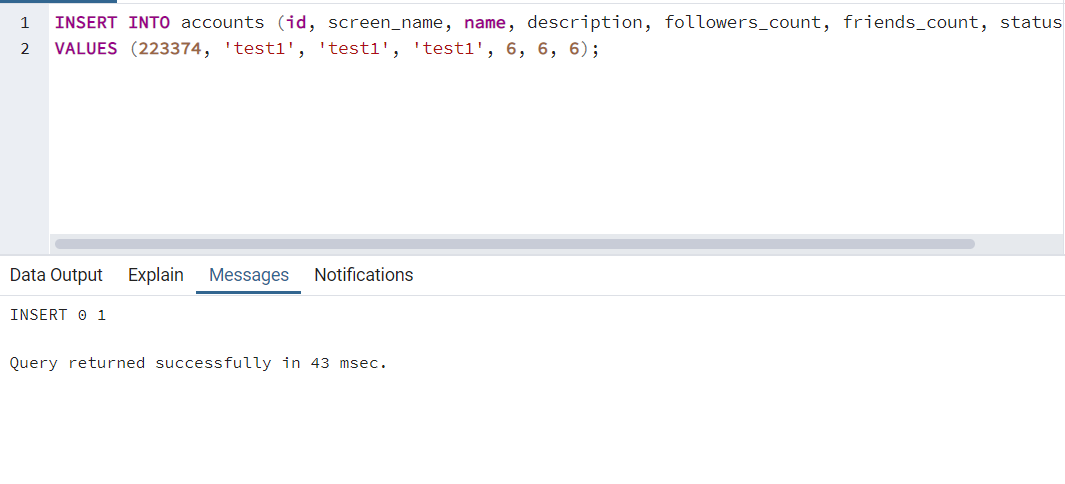 1 INSERT INTO accounts (id, screen_name, name, description, followers_count, friends_count, status
2 VALUES (223374, 'test1', 'test1', 'test1', 6, 6, 6);
Data Output Explain Messages Notifications
INSERT 0 1
Query returned successfully in 43 msec.